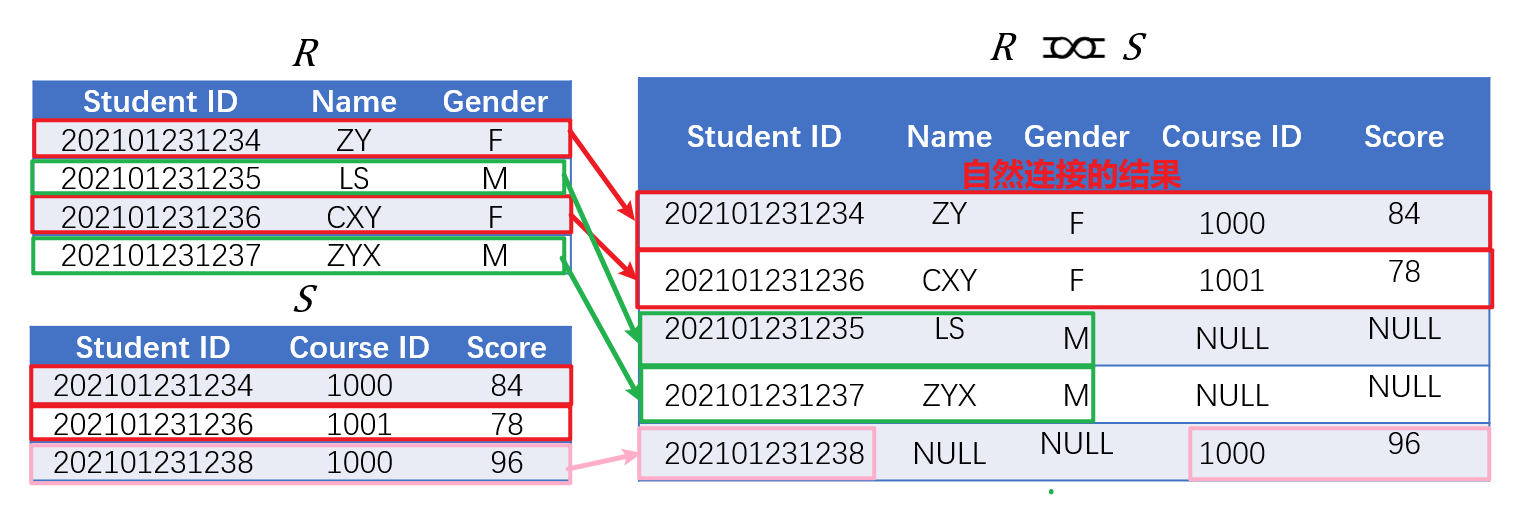 R
Student ID Name Gender
202101231234 ZY F
202101231235 LS M
202101231236 CXY F
202101231237 ZYX M
S
Student ID Course ID Score
202101231234 1000 84
202101231236 1001 78
202101231238 1000 96
R ⟗ S
Student ID Name Gender Course ID Score
自然连接的结果
202101231234 ZY F 1000 84
202101231236 CXY F 1001 78
202101231235 LS M NULL NULL
202101231237 ZYX M NULL NULL
202101231238 NULL NULL 1000 96